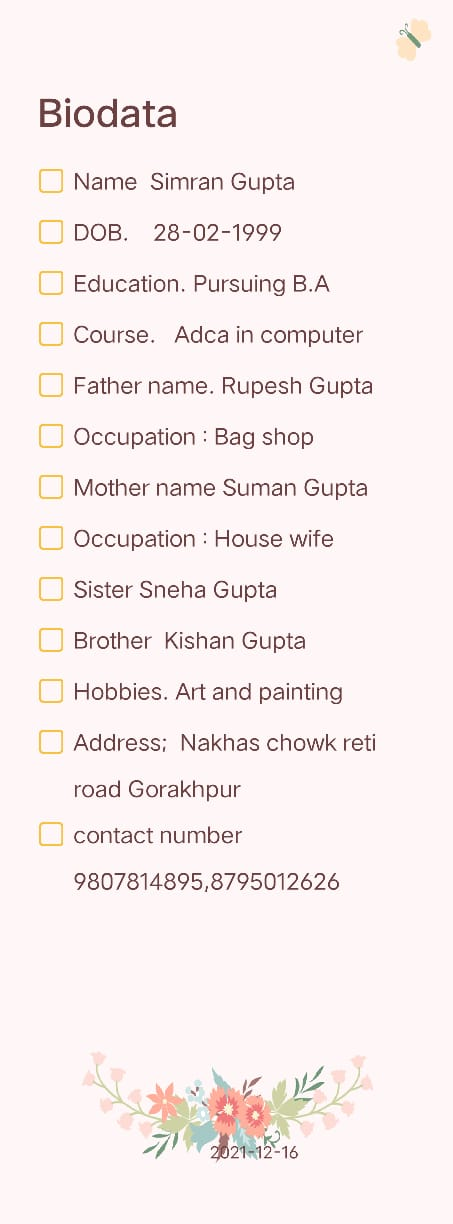 Biodata
Name  Simran Gupta
DOB.   28-02-1999
Education. Pursuing B.A
Course.   Adca in computer
Father name. Rupesh Gupta
Occupation : Bag shop
Mother name Suman Gupta
Occupation : House wife
Sister Sneha Gupta
Brother  Kishan Gupta
Hobbies. Art and painting
Address;  Nakhas chowk reti
road Gorakhpur
contact number
9807814895,8795012626
2021-12-16